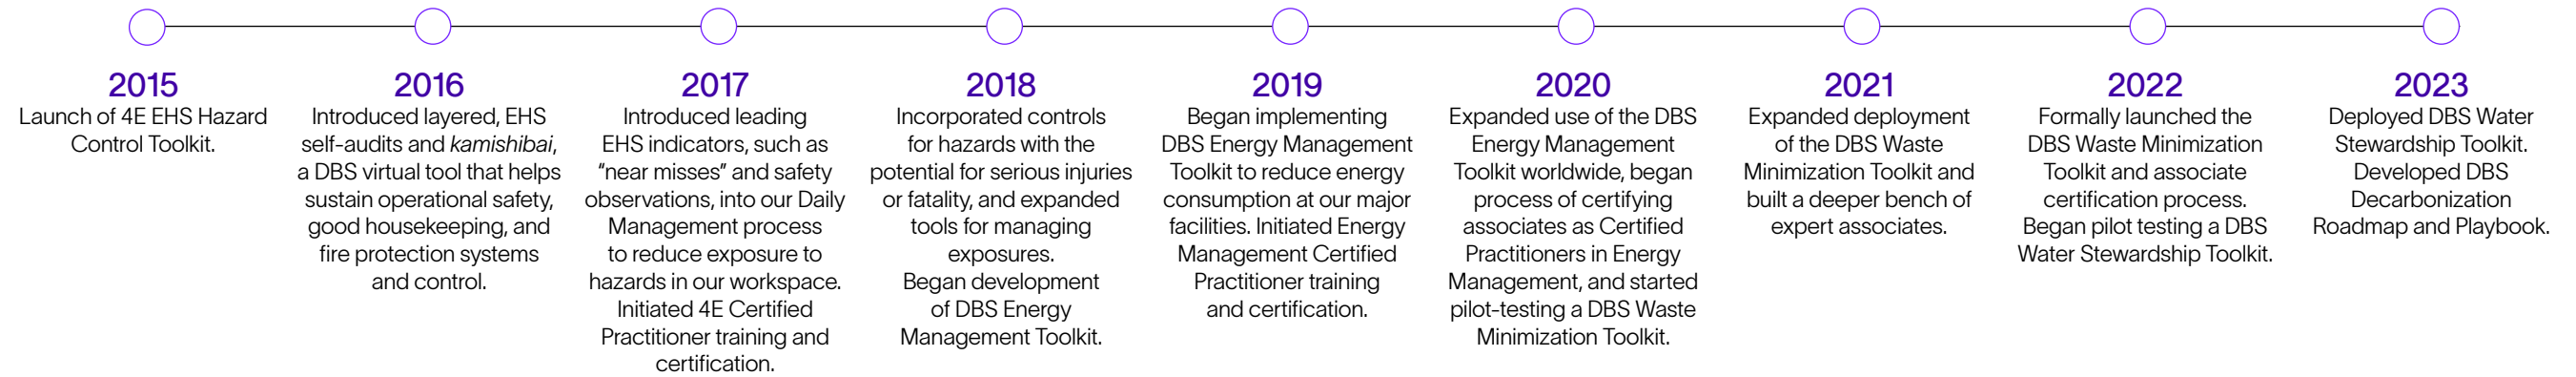 2015
Launch of 4E EHS Hazard
Control Toolkit.
2016
Introduced layered, EHS
self-audits and kamishibai,
a DBS virtual tool that helps
sustain operational safety,
good housekeeping, and
fire protection systems
and control.
2017
Introduced leading
EHS indicators, such as
“near misses” and safety
observations, into our Daily
Management process
to reduce exposure to
hazards in our workspace.
Initiated 4E Certified
Practitioner training and
certification.
2018
Incorporated controls
for hazards with the
potential for serious injuries
or fatality, and expanded
tools for managing
exposures.
Began development
of DBS Energy
Management Toolkit.
2019
Began implementing
DBS Energy Management
Toolkit to reduce energy
consumption at our major
facilities. Initiated Energy
Management Certified
Practitioner training
and certification.
2020
Expanded use of the DBS
Energy Management
Toolkit worldwide, began
process of certifying
associates as Certified
Practitioners in Energy
Management, and started
pilot-testing a DBS Waste
Minimization Toolkit.
2021
Expanded deployment
of the DBS Waste
Minimization Toolkit and
built a deeper bench of
expert associates.
2022
Formally launched the
DBS Waste Minimization
Toolkit and associate
certification process.
Began pilot testing a DBS
Water Stewardship Toolkit.
2023
Deployed DBS Water
Stewardship Toolkit.
Developed DBS
Decarbonization
Roadmap and Playbook.